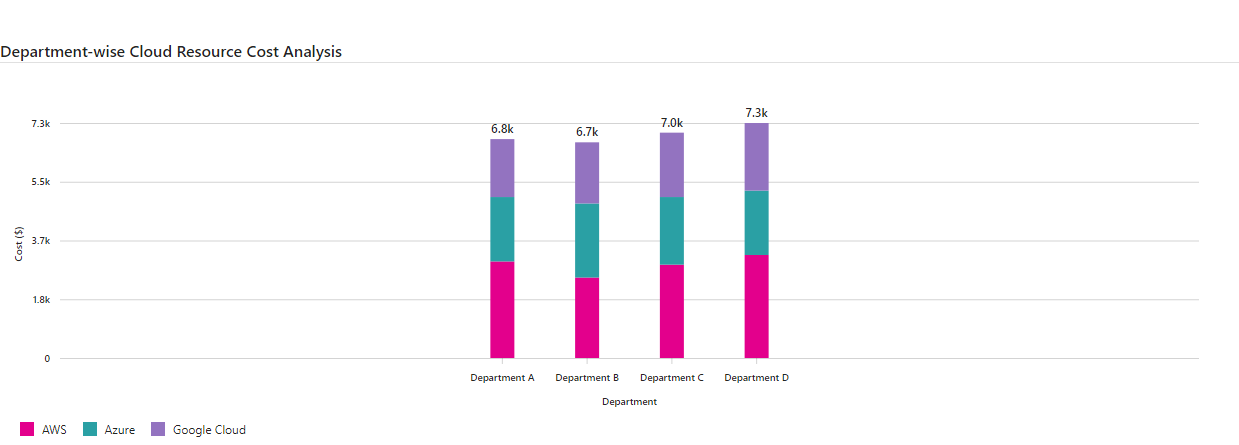 Department-wise Cloud Resource Cost Analysis
7.3k
5.5k
3.7k
1.8k
0
Cost ($)
6.8k
6.7k
7.0k
7.3k
Department A
Department B
Department C
Department D
Department
AWS
Azure
Google Cloud